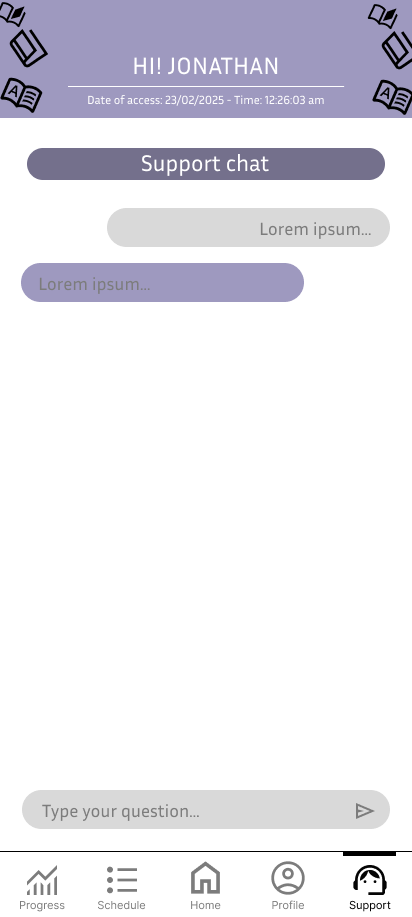 HI! JONATHAN
Date of access: 23/02/2025 - Time: 12:26:03 am
Support chat
Lorem ipsum...
Lorem ipsum...
Type your question...
Progress
Schedule
Home
Profile
Support